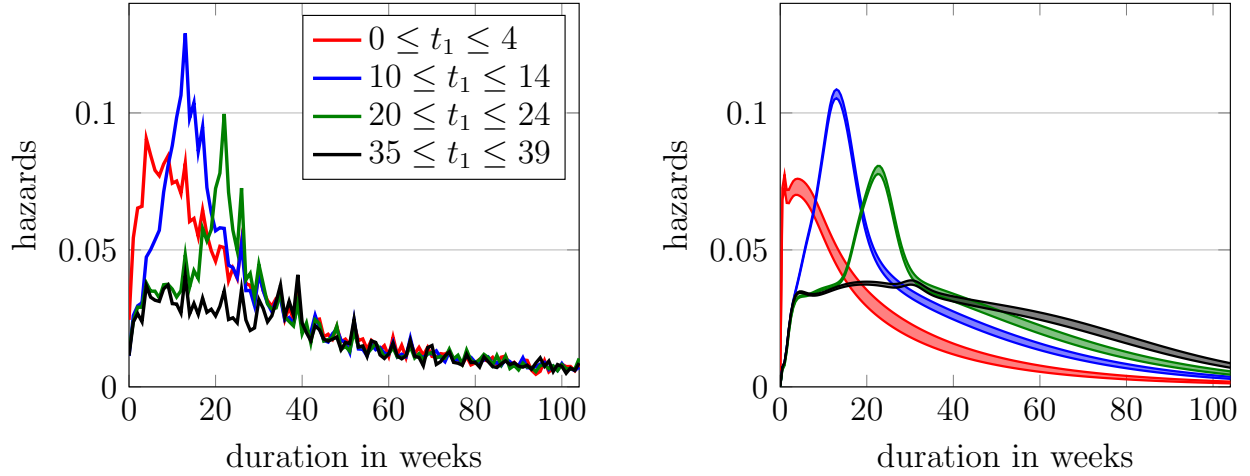 0.1
0.05
0
hazards
0 20 40 60 80 100
duration in weeks
0 ≤ t₁ ≤ 4
10 ≤ t₁ ≤ 14
20 ≤ t₁ ≤ 24
35 ≤ t₁ ≤ 39
0.1
0.05
0
hazards
0 20 40 60 80 100
duration in weeks